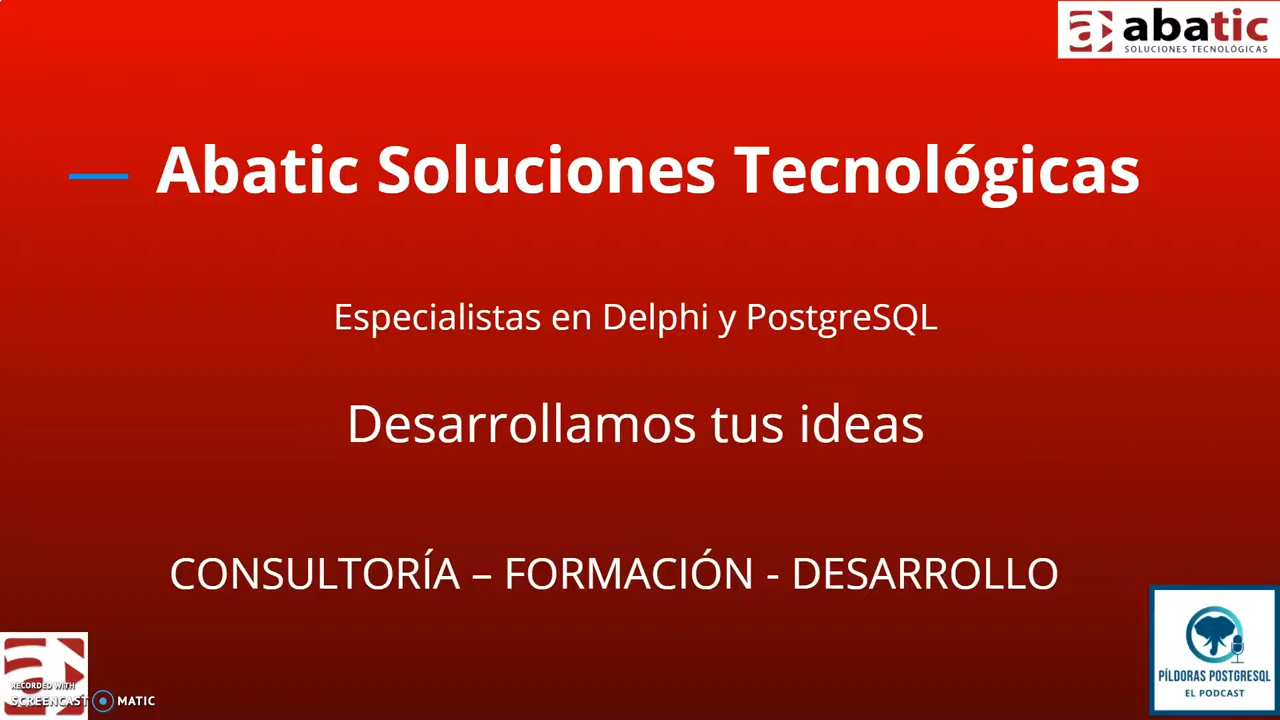 abatic
SOLUCIONES TECNOLÓGICAS
Abatic Soluciones Tecnológicas
Especialistas en Delphi y PostgreSQL
Desarrollamos tus ideas
CONSULTORÍA – FORMACIÓN - DESARROLLO
RECORDED WITH
SCREENCAST MATIC
PÍLDORAS POSTGRESQL
EL PODCAST